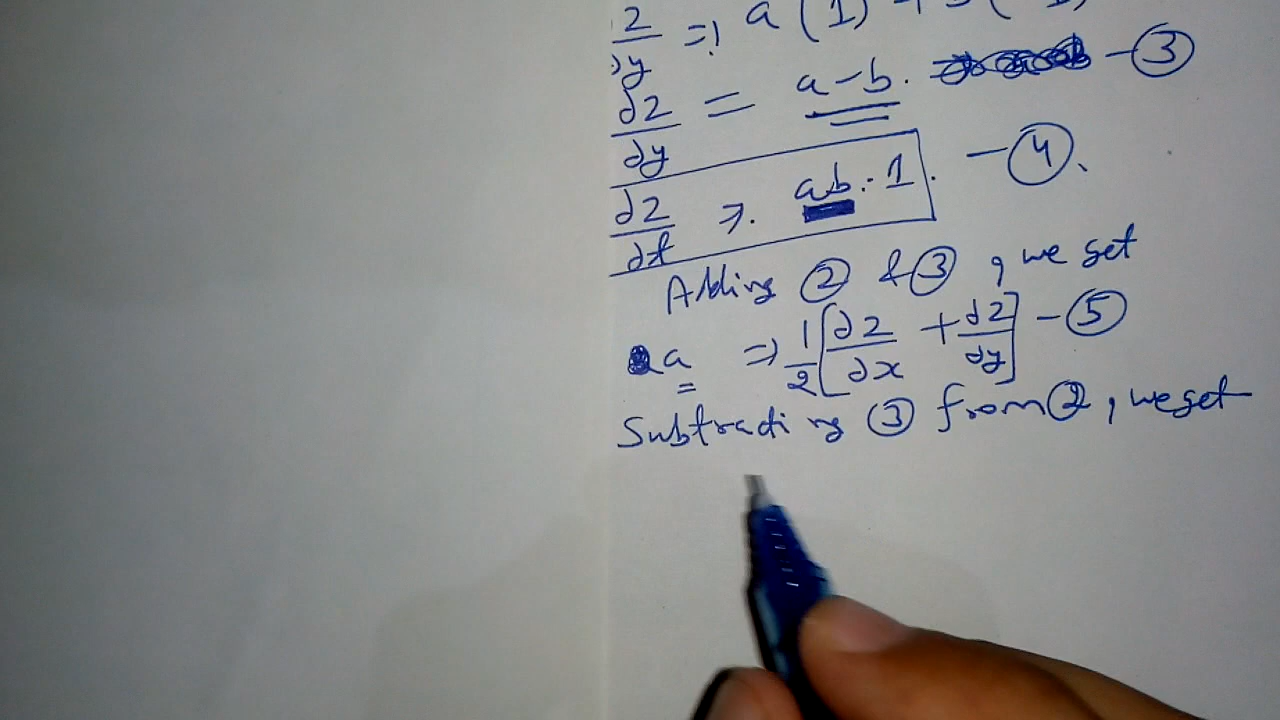 ∂z/∂y ⇒ a(1) + b(-1)
∂z/∂y = a-b. -③
∂z/∂t ⇒. ab.1. -④.
Adding ② & ③, we get
a ⇒ 1/2[∂z/∂x + ∂z/∂y] -⑤
Subtracting ③ from ②, we get